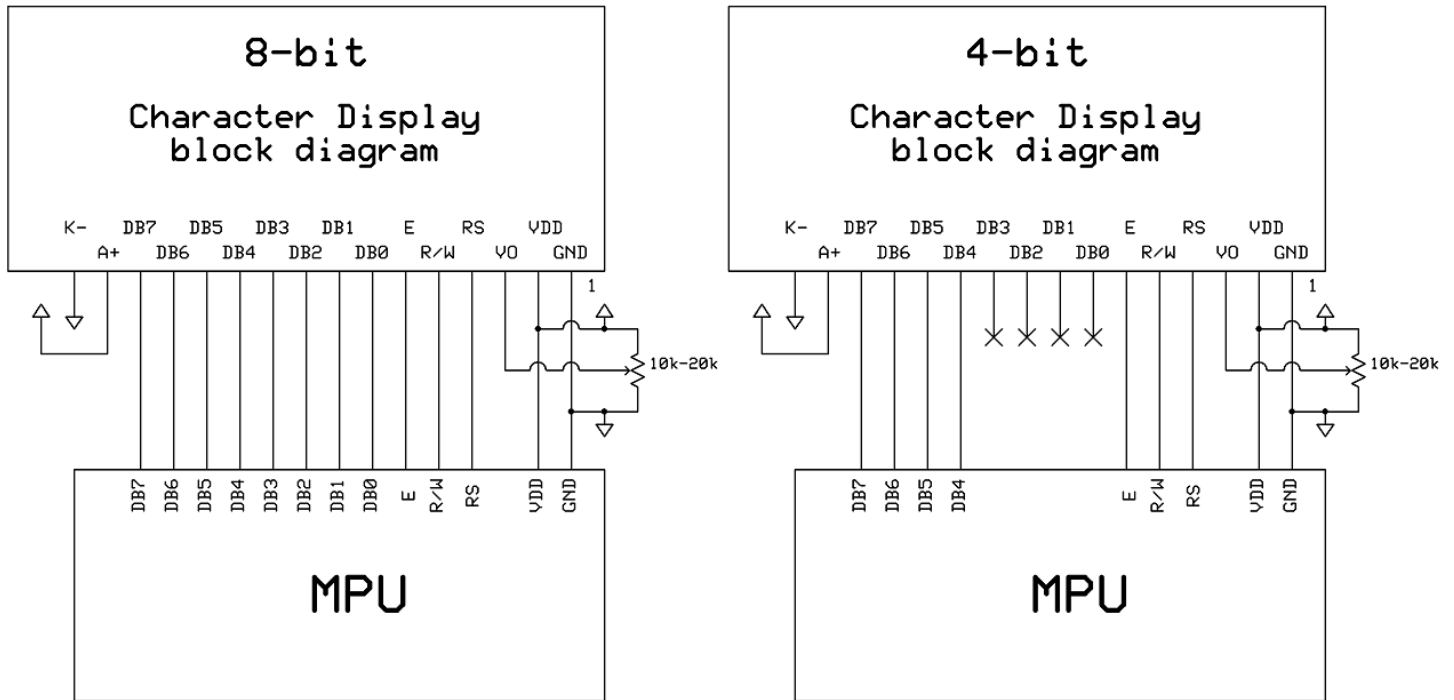 8-bit
Character Display
block diagram
K- DB7 DB5 DB3 DB1 E RS VDD
A+ DB6 DB4 DB2 DB0 R/W VO GND
1
10k-20k
DB7 DB6 DB5 DB4 DB3 DB2 DB1 DB0 E R/W RS VDD GND
MPU
4-bit
Character Display
block diagram
K- DB7 DB5 DB3 DB1 E RS VDD
A+ DB6 DB4 DB2 DB0 R/W VO GND
1
10k-20k
DB7 DB6 DB5 DB4 E R/W RS VDD GND
MPU